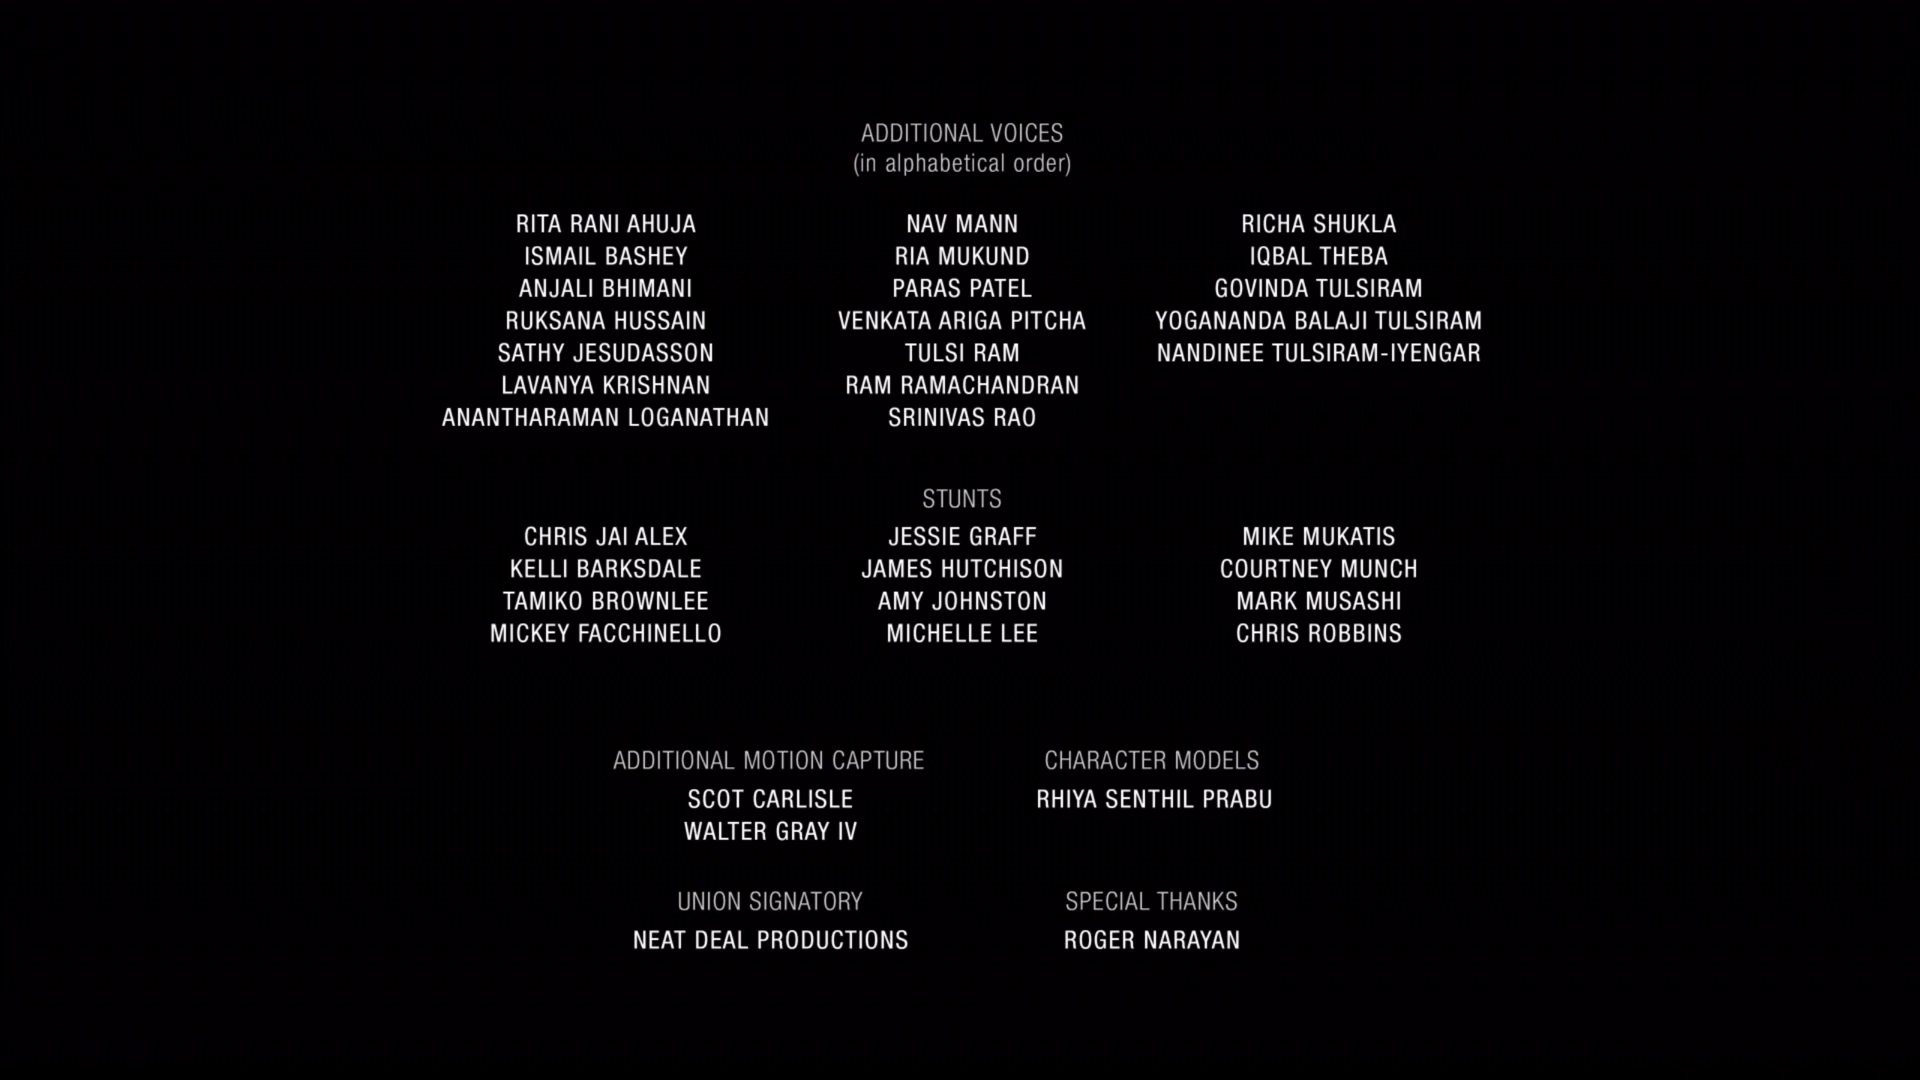 ADDITIONAL VOICES
(in alphabetical order)
RITA RANI AHUJA
ISMAIL BASHEY
ANJALI BHIMANI
RUKSANA HUSSAIN
SATHY JESUDASSON
LAVANYA KRISHNAN
ANANTHARAMAN LOGANATHAN
NAV MANN
RIA MUKUND
PARAS PATEL
VENKATA ARIGA PITCHA
TULSI RAM
RAM RAMACHANDRAN
SRINIVAS RAO
RICHA SHUKLA
IQBAL THEBA
GOVINDA TULSIRAM
YOGANANDA BALAJI TULSIRAM
NANDINEE TULSIRAM-IYENGAR
STUNTS
CHRIS JAI ALEX
KELLI BARKSDALE
TAMIKO BROWNLEE
MICKEY FACCHINELLO
JESSIE GRAFF
JAMES HUTCHISON
AMY JOHNSTON
MICHELLE LEE
MIKE MUKATIS
COURTNEY MUNCH
MARK MUSASHI
CHRIS ROBBINS
ADDITIONAL MOTION CAPTURE
SCOT CARLISLE
WALTER GRAY IV
CHARACTER MODELS
RHIYA SENTHIL PRABU
UNION SIGNATORY
NEAT DEAL PRODUCTIONS
SPECIAL THANKS
ROGER NARAYAN